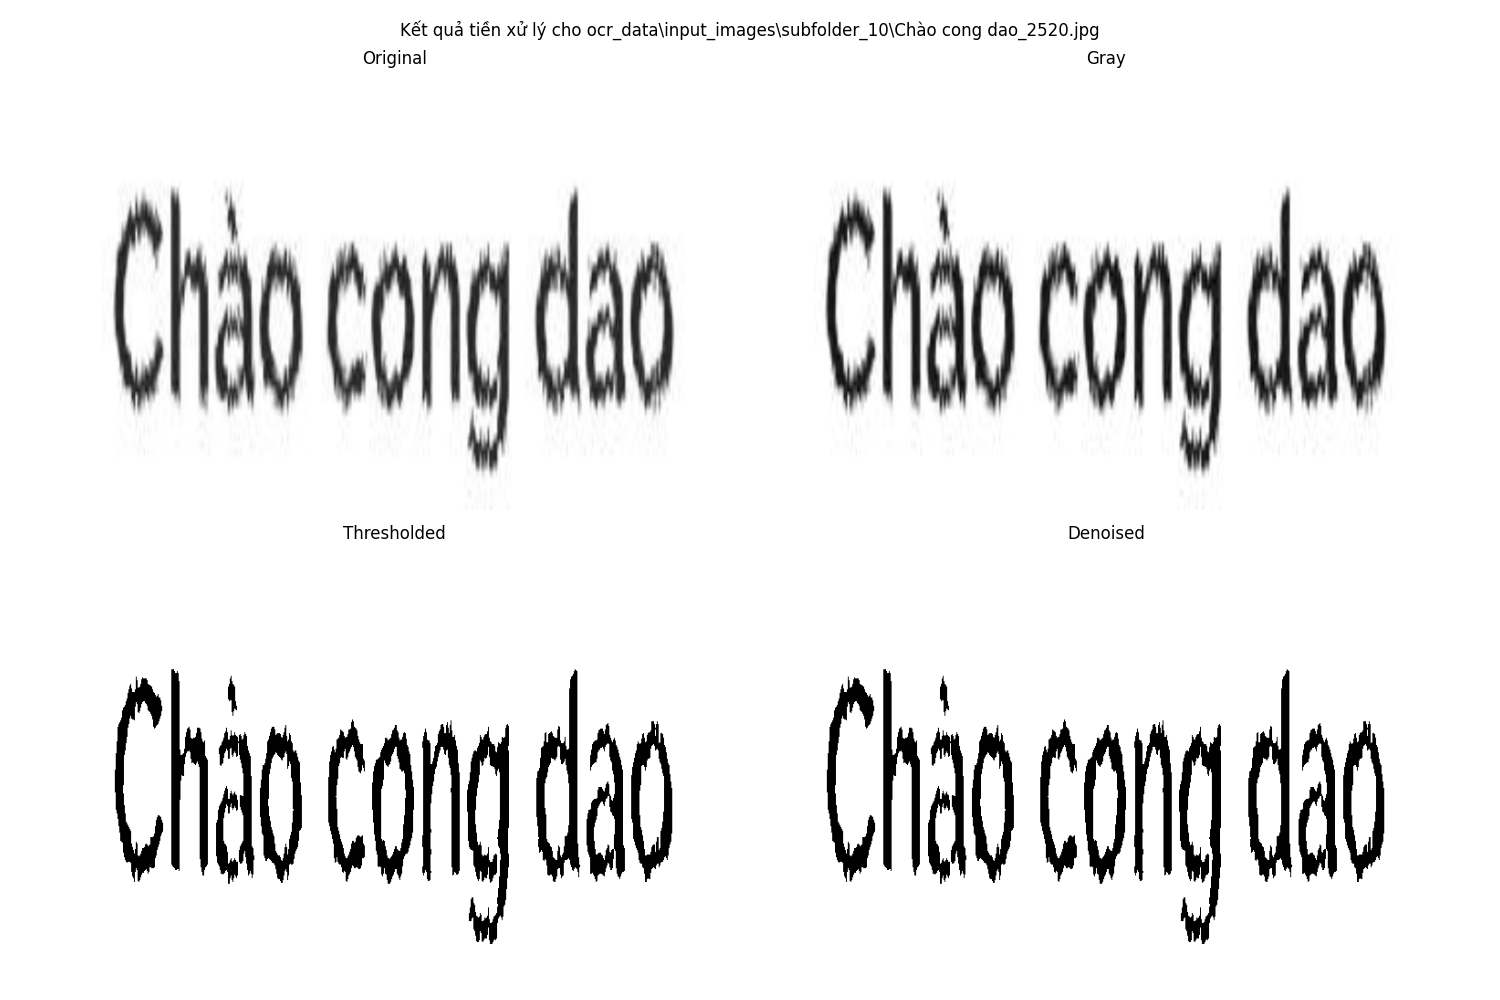 Kết quả tiền xử lý cho ocr_data\input_images\subfolder_10\Chào cong dao_2520.jpg
Original
Gray
Chào cong dao
Chào cong dao
Thresholded
Denoised
Chào cong dao
Chào cong dao